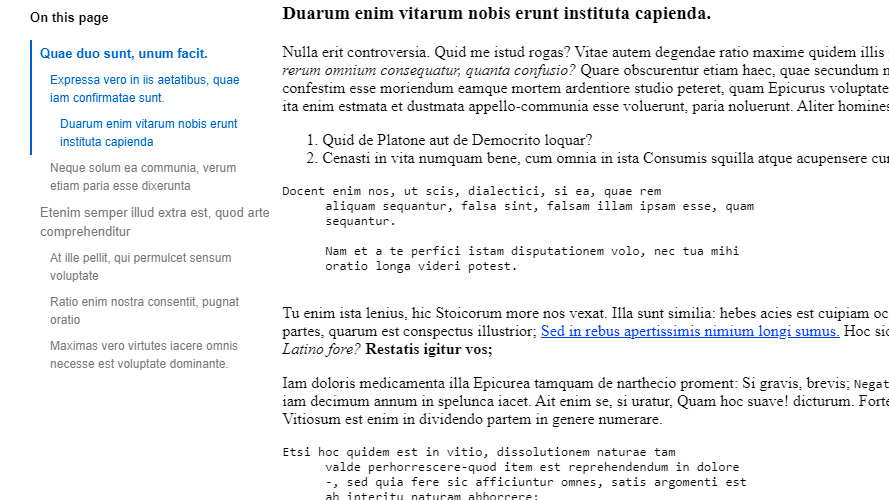 On this page
Quae duo sunt, unum facit.
Expressa vero in iis aetatibus, quae
iam confirmatae sunt.
Duarum enim vitarum nobis erunt
instituta capienda
Neque solum ea communia, verum
etiam paria esse dixerunta
Etenim semper illud extra est, quod arte
comprehenditur
At ille pellit, qui permulcet sensum
voluptate
Ratio enim nostra consentit, pugnat
oratio
Maximas vero virtutes iacere omnis
necesse est voluptate dominante.
Duarum enim vitarum nobis erunt instituta capienda.
Nulla erit controversia. Quid me istud rogas? Vitae autem degendae ratio maxime quidem illis
rerum omnium consequatur, quanta confusio? Quare obscurentur etiam haec, quae secundum
confestim esse moriendum eamque mortem ardentiore studio peteret, quam Epicurus voluptate
ita enim estmata et dustmata appello-communia esse voluerunt, paria noluerunt. Aliter homines
1. Quid de Platone aut de Democrito loquar?
2. Cenasti in vita numquam bene, cum omnia in ista Consumis squilla atque acupensere
Docent enim nos, ut scis, dialectici, si ea, quae rem
aliquam sequantur, falsa sint, falsam illam ipsam esse, quam
sequantur.
Nam et a te perfici istam disputationem volo, nec tua mihi
oratio longa videri potest.
Tu enim ista lenius, hic Stoicorum more nos vexat. Illa sunt similia: hebes acies est cuipiam
partes, quarum est conspectus illustrior; Sed in rebus apertissimis nimium longi sumus. Hoc
Latino fore? Restatis igitur vos;
Iam doloris medicamenta illa Epicurea tamquam de narthecio proment: Si gravis, brevis; Negat
iam decimum annum in spelunca iacet. Ait enim se, si uratur, Quam hoc suave! dicturum. Forte
Vitiosum est enim in dividendo partem in genere numerare.
Etsi hoc quidem est in vitio, dissolutionem naturae tam
valde perhorrescere-quod item est reprehendendum in dolore
-, sed quia fere sic afficiuntur omnes, satis argumenti est
ab interitu naturam abhorrere;